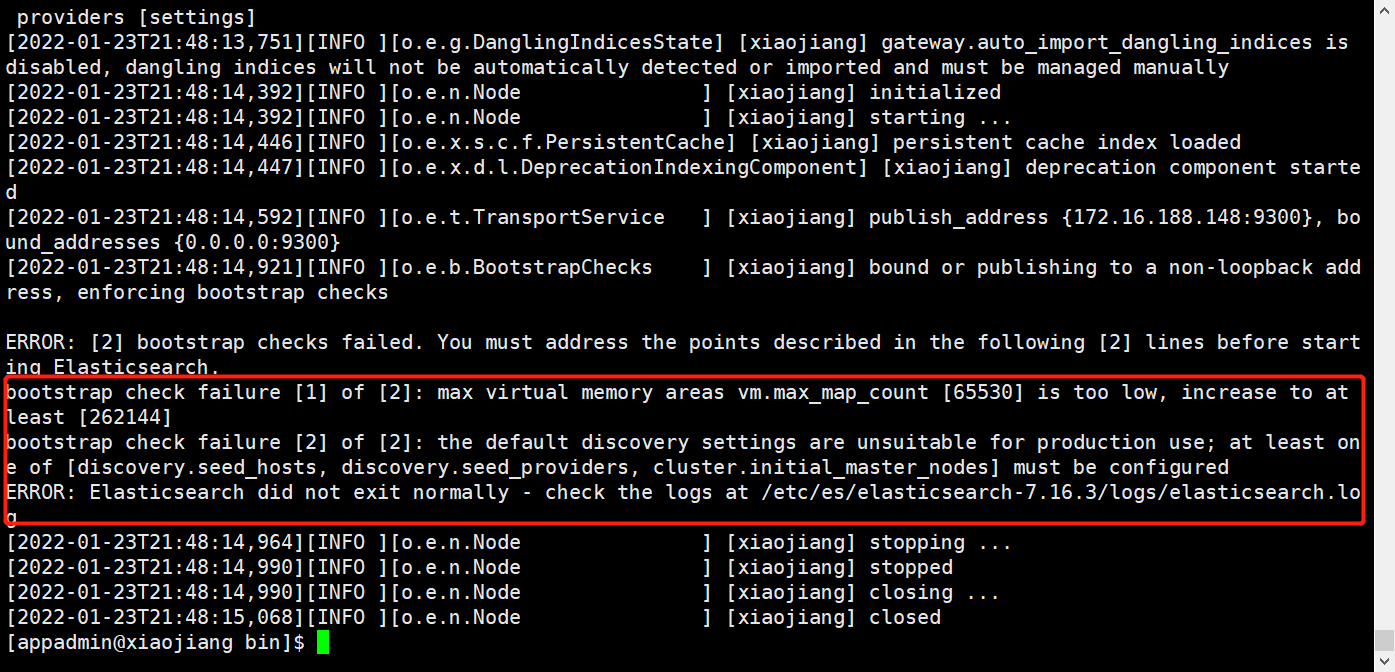 providers [settings]
[2022-01-23T21:48:13,751][INFO ][o.e.g.DanglingIndicesState] [xiaojiang] gateway.auto_import_dangling_indices is
disabled, dangling indices will not be automatically detected or imported and must be managed manually
[2022-01-23T21:48:14,392][INFO ][o.e.n.Node               ] [xiaojiang] initialized
[2022-01-23T21:48:14,392][INFO ][o.e.n.Node               ] [xiaojiang] starting ...
[2022-01-23T21:48:14,446][INFO ][o.e.x.s.c.f.PersistentCache] [xiaojiang] persistent cache index loaded
[2022-01-23T21:48:14,447][INFO ][o.e.x.d.l.DeprecationIndexingComponent] [xiaojiang] deprecation component starte
d
[2022-01-23T21:48:14,592][INFO ][o.e.t.TransportService   ] [xiaojiang] publish_address {172.16.188.148:9300}, bo
und_addresses {0.0.0.0:9300}
[2022-01-23T21:48:14,921][INFO ][o.e.b.BootstrapChecks    ] [xiaojiang] bound or publishing to a non-loopback add
ress, enforcing bootstrap checks
ERROR: [2] bootstrap checks failed. You must address the points described in the following [2] lines before start
ing Elasticsearch.
bootstrap check failure [1] of [2]: max virtual memory areas vm.max_map_count [65530] is too low, increase to at
least [262144]
bootstrap check failure [2] of [2]: the default discovery settings are unsuitable for production use; at least on
e of [discovery.seed_hosts, discovery.seed_providers, cluster.initial_master_nodes] must be configured
ERROR: Elasticsearch did not exit normally - check the logs at /etc/es/elasticsearch-7.16.3/logs/elasticsearch.lo
g
[2022-01-23T21:48:14,964][INFO ][o.e.n.Node               ] [xiaojiang] stopping ...
[2022-01-23T21:48:14,990][INFO ][o.e.n.Node               ] [xiaojiang] stopped
[2022-01-23T21:48:14,990][INFO ][o.e.n.Node               ] [xiaojiang] closing ...
[2022-01-23T21:48:15,068][INFO ][o.e.n.Node               ] [xiaojiang] closed
[appadmin@xiaojiang bin]$